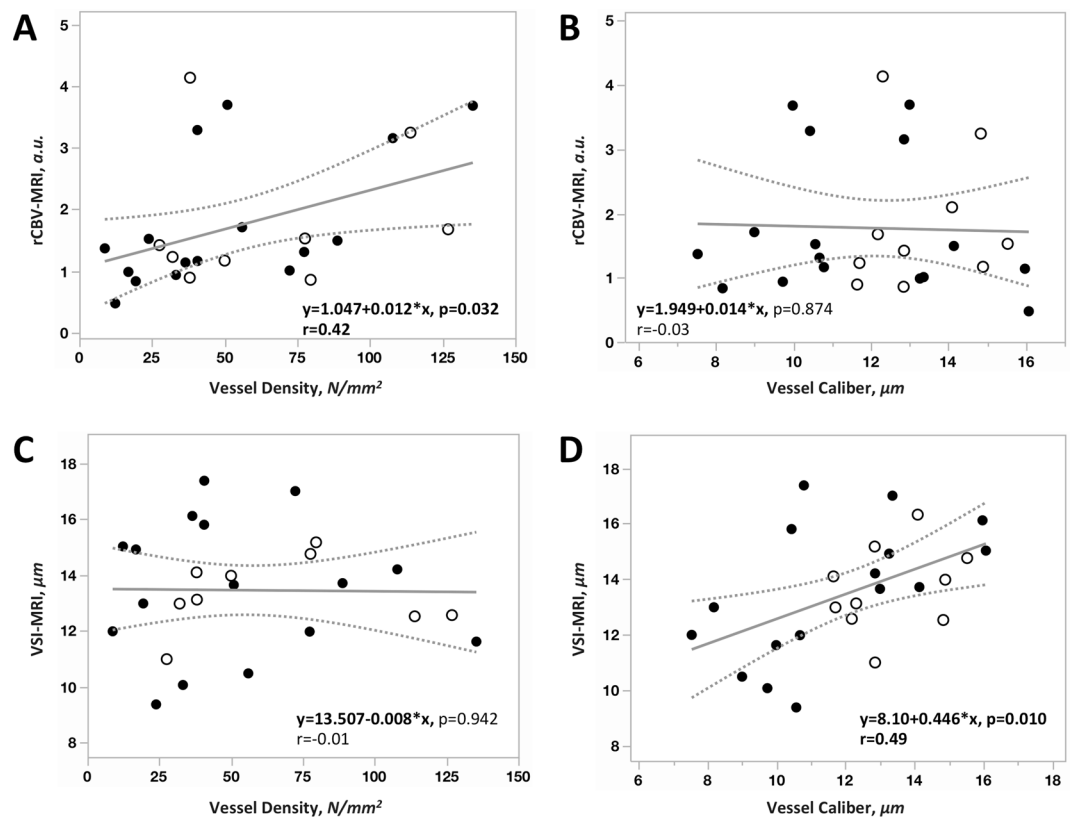 A
rCBV-MRI, a.u.
5
4
3
2
1
0
0 25 50 75 100 125 150
y=1.047+0.012*x, p=0.032
r=0.42
Vessel Density, N/mm²
B
rCBV-MRI, a.u.
5
4
3
2
1
0
6 8 10 12 14 16
y=1.949+0.014*x, p=0.874
r=-0.03
Vessel Caliber, μm
C
VSI-MRI, μm
18
16
14
12
10
8
0 25 50 75 100 125 150
y=13.507-0.008*x, p=0.942
r=-0.01
Vessel Density, N/mm²
D
VSI-MRI, μm
18
16
14
12
10
8
6 8 10 12 14 16 18
y=8.10+0.446*x, p=0.010
r=0.49
Vessel Caliber, μm